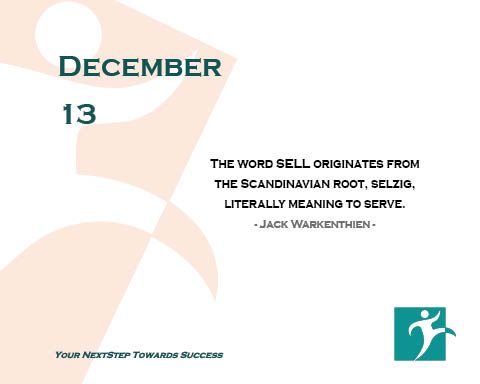 December
13
The word SELL originates from
the Scandinavian root, selzig,
literally meaning to serve.
- Jack Warkenthien -
Your NextStep Towards Success